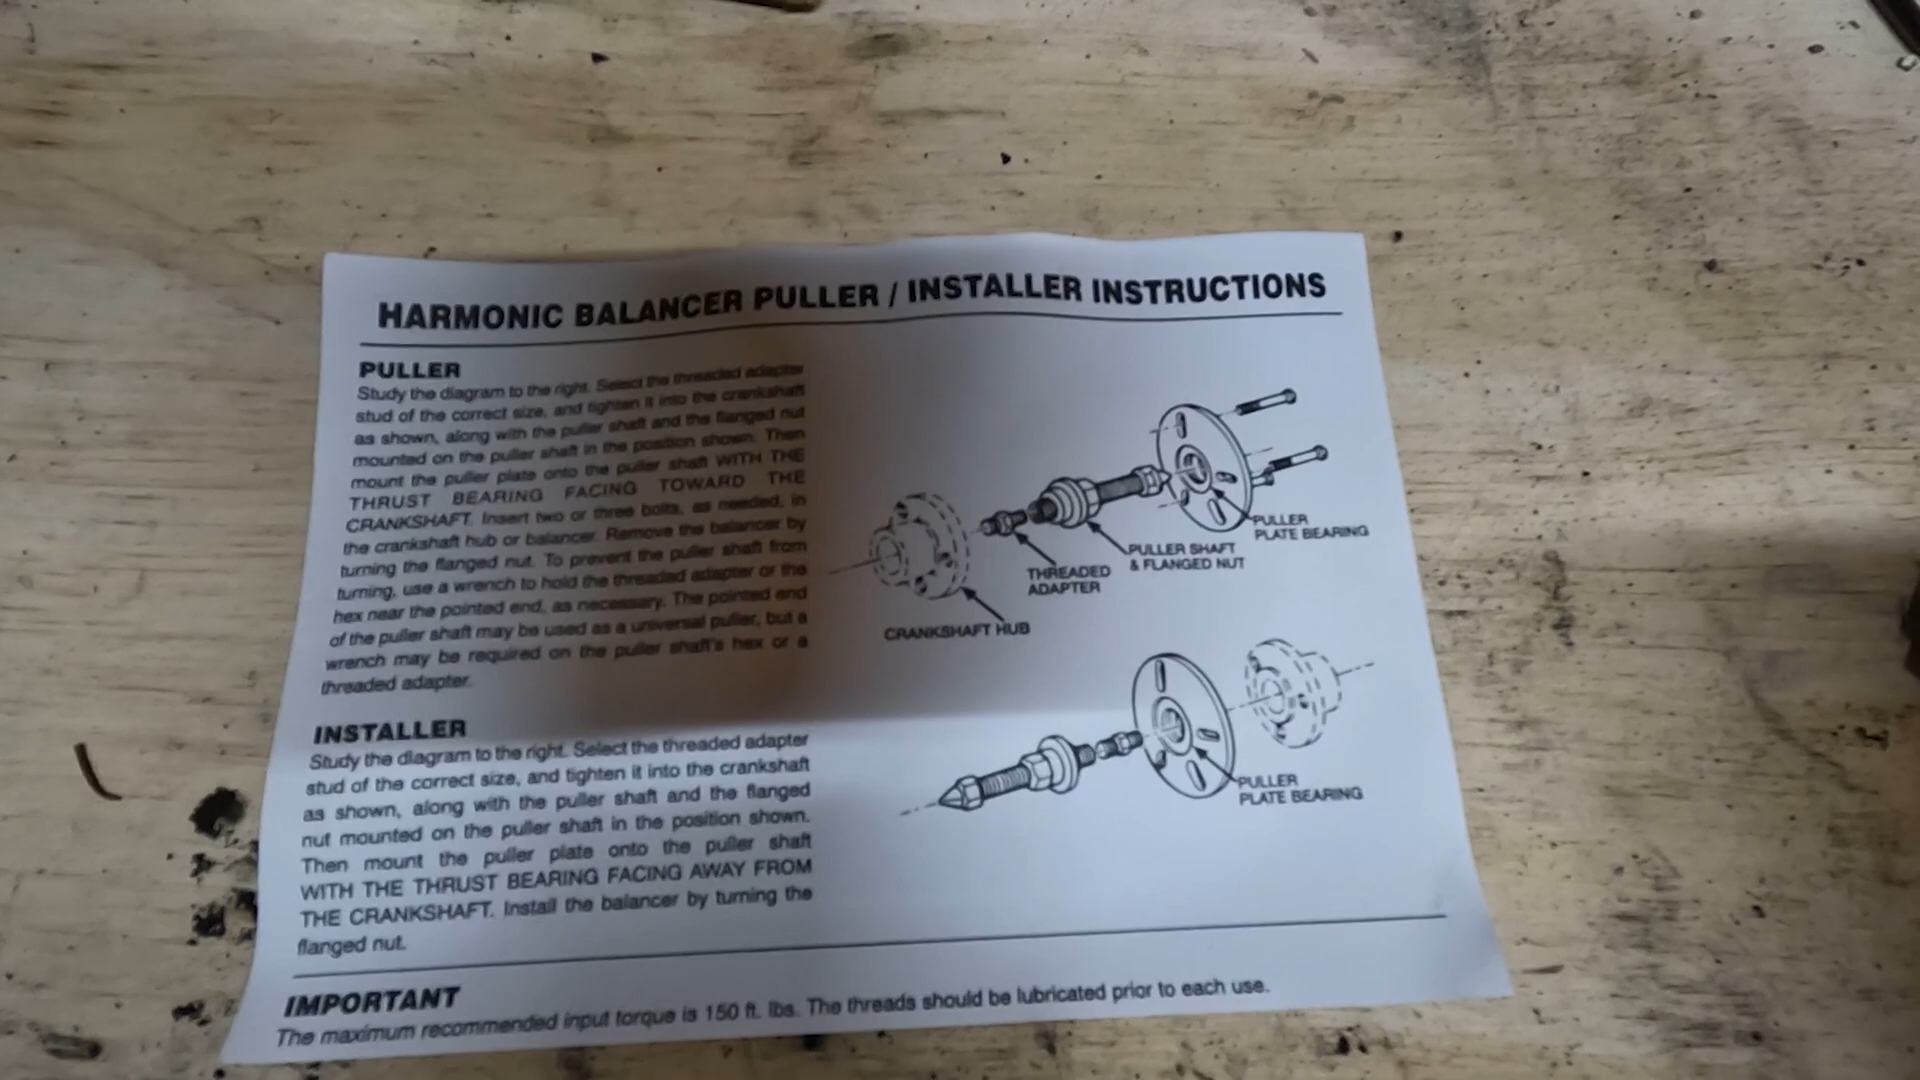 HARMONIC BALANCER PULLER / INSTALLER INSTRUCTIONS
PULLER
Study the diagram to the right. Select the threaded adapter
stud of the correct size, and tighten it into the crankshaft
as shown, along with the puller shaft and the flanged nut
mounted on the puller shaft in the position shown. Then
mount the puller plate onto the puller shaft WITH THE
THRUST BEARING FACING TOWARD THE
CRANKSHAFT. Insert two or three bolts, as needed, in
the crankshaft hub or balancer. Remove the balancer by
turning the flanged nut. To prevent the puller shaft from
turning, use a wrench to hold the threaded adapter or the
hex near the pointed end, as necessary. The pointed end
of the puller shaft may be used as a universal puller, but a
wrench may be required on the puller shaft's hex or a
threaded adapter.
PULLER
PLATE BEARING
PULLER SHAFT
& FLANGED NUT
THREADED
ADAPTER
CRANKSHAFT HUB
INSTALLER
Study the diagram to the right. Select the threaded adapter
stud of the correct size, and tighten it into the crankshaft
as shown, along with the puller shaft and the flanged
nut mounted on the puller shaft in the position shown.
Then mount the puller plate onto the puller shaft
WITH THE THRUST BEARING FACING AWAY FROM
THE CRANKSHAFT. Install the balancer by turning the
flanged nut.
PULLER
PLATE BEARING
IMPORTANT
The maximum recommended input torque is 150 ft. lbs. The threads should be lubricated prior to each use.